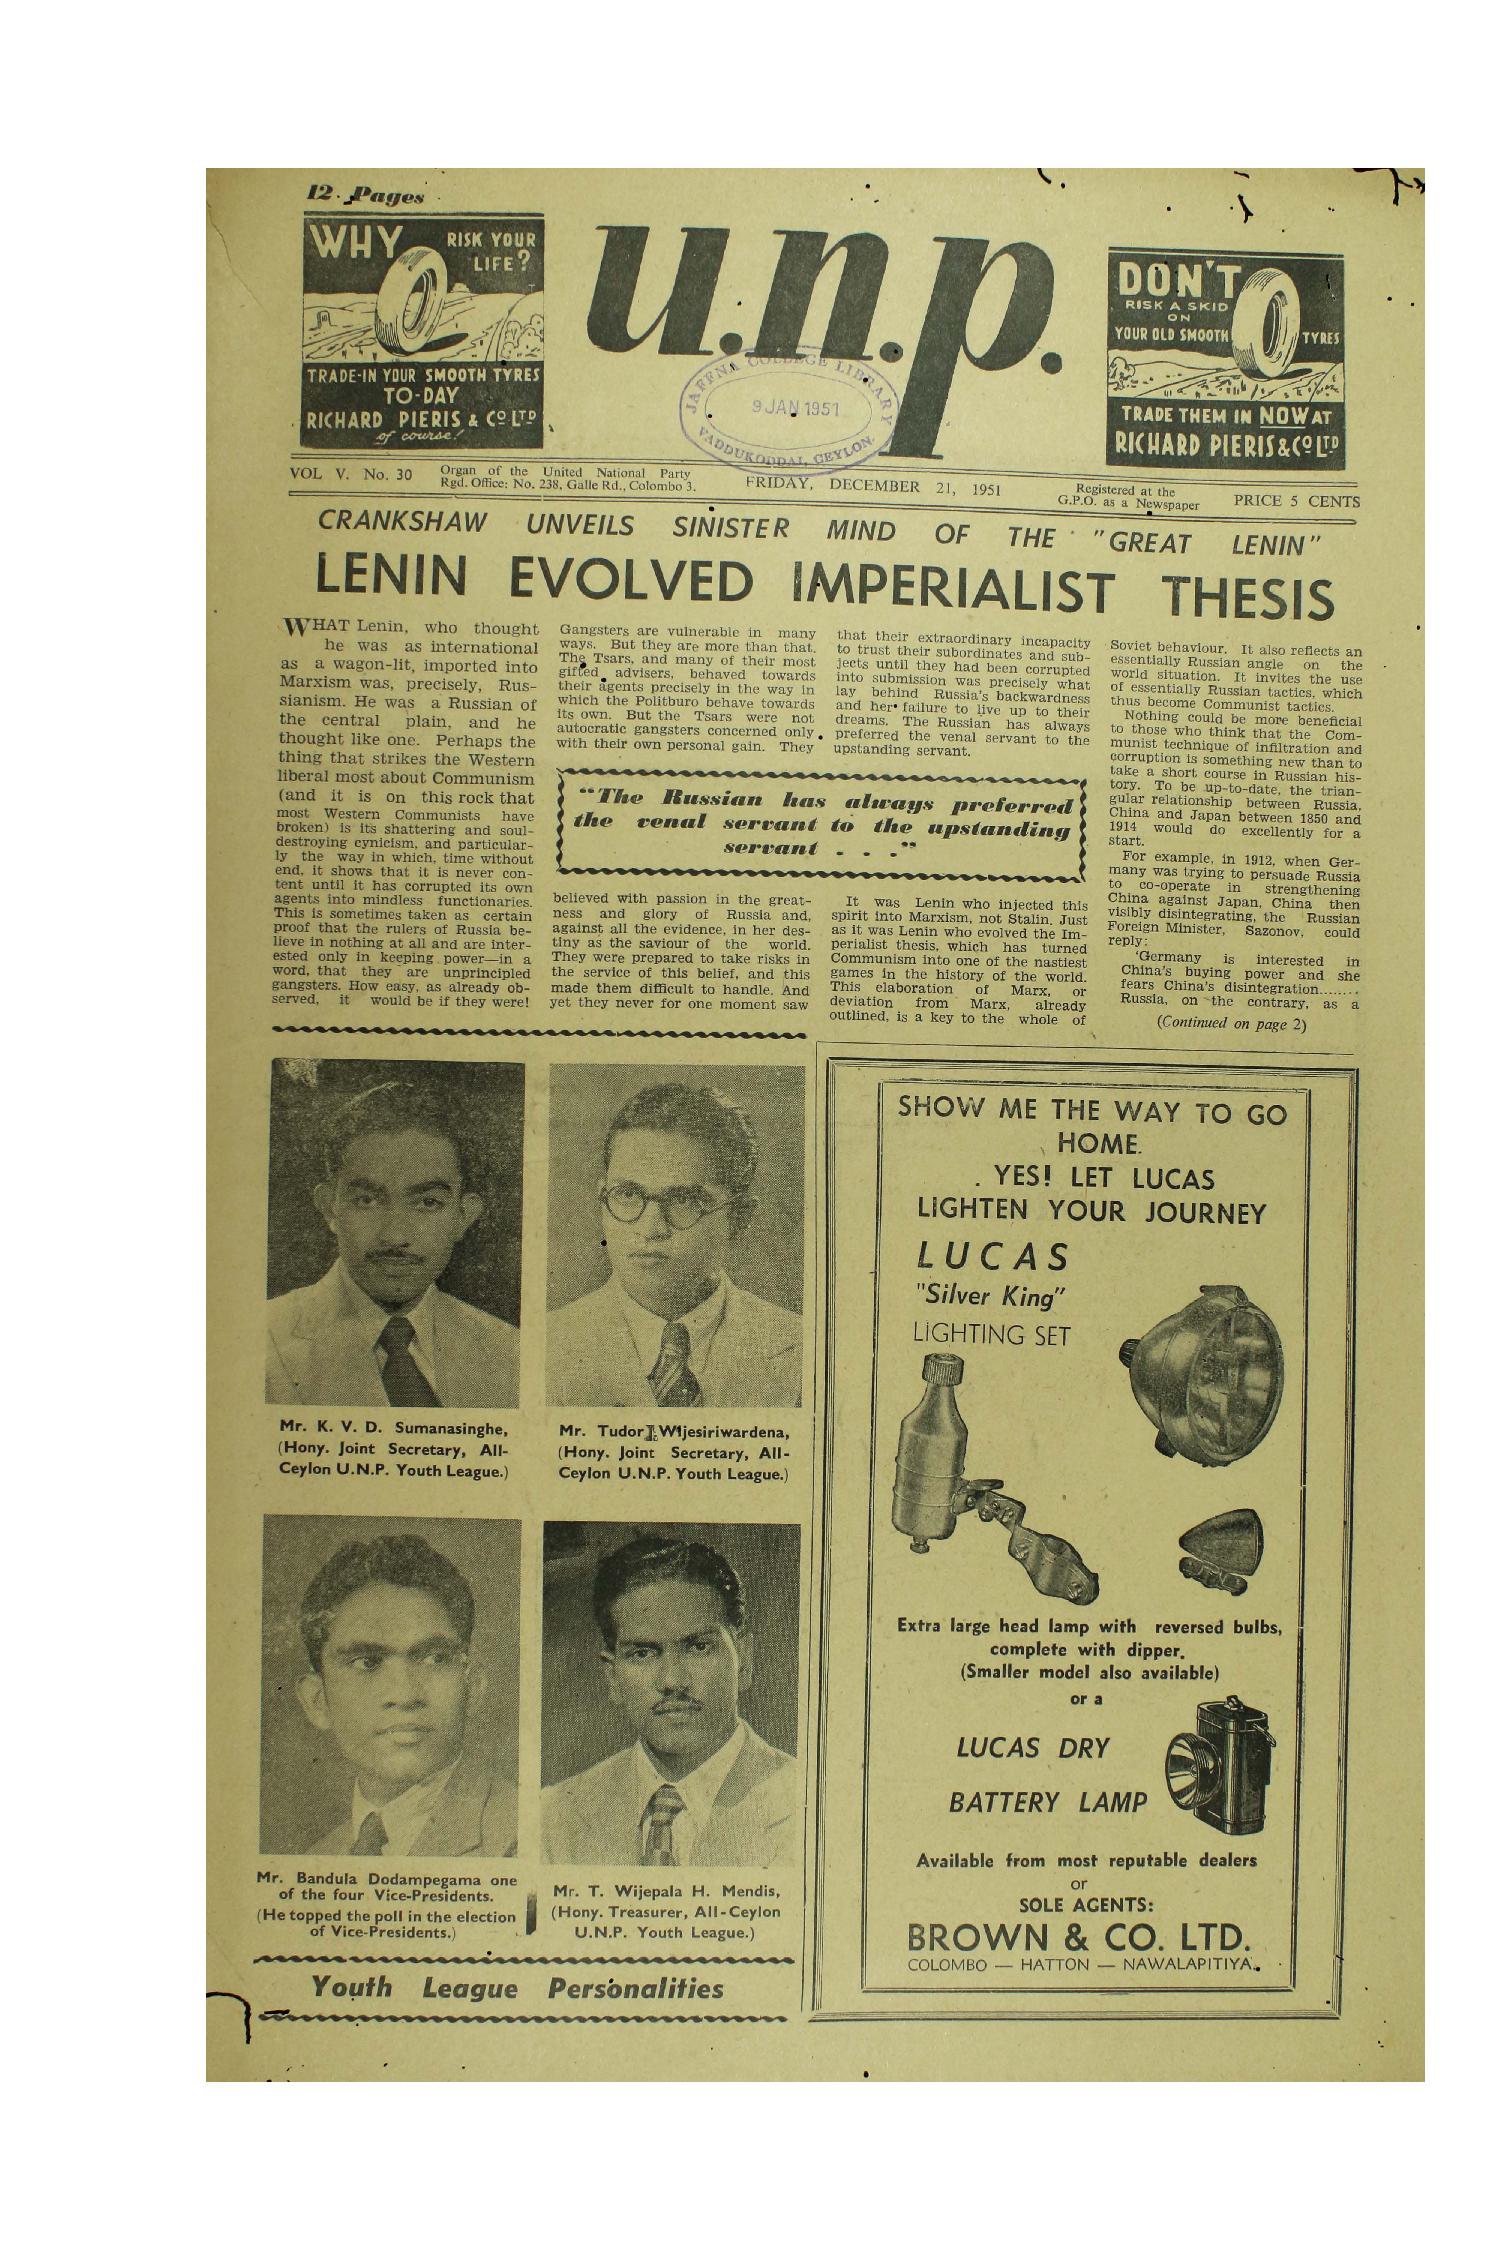 12 Pages
WHY RISK YOUR
LIFE?
TRADE-IN YOUR SMOOTH TYRES
TO-DAY
RICHARD PIERIS & CO LTD
of course!
u.n.p.
JAFFNA COLLEGE LIBRARY
9 JAN 1951
VADDUKODDAI, CEYLON.
DON'T
RISK A SKID
ON
YOUR OLD SMOOTH TYRES
TRADE THEM IN NOW AT
RICHARD PIERIS & CO LTD
VOL V. No. 30
Organ of the United National Party
Rgd. Office: No. 238, Galle Rd., Colombo 3.
FRIDAY, DECEMBER 21, 1951
Registered at the
G.P.O. as a Newspaper
PRICE 5 CENTS
CRANKSHAW UNVEILS SINISTER MIND OF THE "GREAT LENIN"
LENIN EVOLVED IMPERIALIST THESIS
WHAT Lenin, who thought
he was as international
as a wagon-lit, imported into
Marxism was, precisely, Rus-
sianism. He was a Russian of
the central plain, and he
thought like one. Perhaps the
thing that strikes the Western
liberal most about Communism
(and it is on this rock that
most Western Communists have
broken) is its shattering and soul-
destroying cynicism, and particular-
ly the way in which, time without
end, it shows that it is never con-
tent until it has corrupted its own
agents into mindless functionaries.
This is sometimes taken as certain
proof that the rulers of Russia be-
lieve in nothing at all and are inter-
ested only in keeping power—in a
word, that they are unprincipled
gangsters. How easy, as already ob-
served, it would be if they were!
Gangsters are vulnerable in many
ways. But they are more than that.
The Tsars, and many of their most
gifted advisers, behaved towards
their agents precisely in the way in
which the Politburo behave towards
its own. But the Tsars were not
autocratic gangsters concerned only
with their own personal gain. They
that their extraordinary incapacity
to trust their subordinates and sub-
jects until they had been corrupted
into submission was precisely what
lay behind Russia's backwardness
and her failure to live up to their
dreams. The Russian has always
preferred the venal servant to the
upstanding servant.
"The Russian has always preferred
the venal servant to the upstanding
servant . . ."
believed with passion in the great-
ness and glory of Russia and,
against all the evidence, in her des-
tiny as the saviour of the world.
They were prepared to take risks in
the service of this belief, and this
made them difficult to handle. And
yet they never for one moment saw
It was Lenin who injected this
spirit into Marxism, not Stalin. Just
as it was Lenin who evolved the Im-
perialist thesis, which has turned
Communism into one of the nastiest
games in the history of the world.
This elaboration of Marx, or
deviation from Marx, already
outlined, is a key to the whole of
Soviet behaviour. It also reflects an
essentially Russian angle on the
world situation. It invites the use
of essentially Russian tactics, which
thus become Communist tactics.
Nothing could be more beneficial
to those who think that the Com-
munist technique of infiltration and
corruption is something new than to
take a short course in Russian his-
tory. To be up-to-date, the trian-
gular relationship between Russia,
China and Japan between 1850 and
1914 would do excellently for a
start.
For example, in 1912, when Ger-
many was trying to persuade Russia
to co-operate in strengthening
China against Japan, China then
visibly disintegrating, the Russian
Foreign Minister, Sazonov, could
reply:
'Germany is interested in
China's buying power and she
fears China's disintegration........
Russia, on the contrary, as a
(Continued on page 2)
Mr. K. V. D. Sumanasinghe,
(Hony. Joint Secretary, All-
Ceylon U.N.P. Youth League.)
Mr. Tudor Wijesiriwardena,
(Hony. Joint Secretary, All-
Ceylon U.N.P. Youth League.)
Mr. Bandula Dodampegama one
of the four Vice-Presidents.
(He topped the poll in the election
of Vice-Presidents.)
Mr. T. Wijepala H. Mendis,
(Hony. Treasurer, All-Ceylon
U.N.P. Youth League.)
Youth League Personalities
SHOW ME THE WAY TO GO
HOME.
YES! LET LUCAS
LIGHTEN YOUR JOURNEY
LUCAS
"Silver King"
LIGHTING SET
Extra large head lamp with reversed bulbs,
complete with dipper.
(Smaller model also available)
or a
LUCAS DRY
BATTERY LAMP
Available from most reputable dealers
or
SOLE AGENTS:
BROWN & CO. LTD.
COLOMBO — HATTON — NAWALAPITIYA.